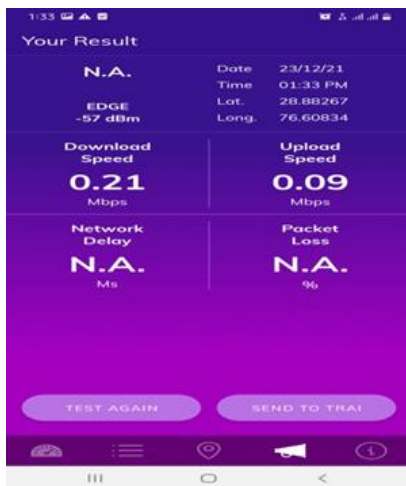 1:33
Your Result
N.A.
EDGE
-57 dBm
Date 23/12/21
Time 01:33 PM
Lat. 28.88267
Long. 76.60834
Download
Speed
0.21
Mbps
Upload
Speed
0.09
Mbps
Network
Delay
N.A.
Ms
Packet
Loss
N.A.
%
TEST AGAIN
SEND TO TRAI